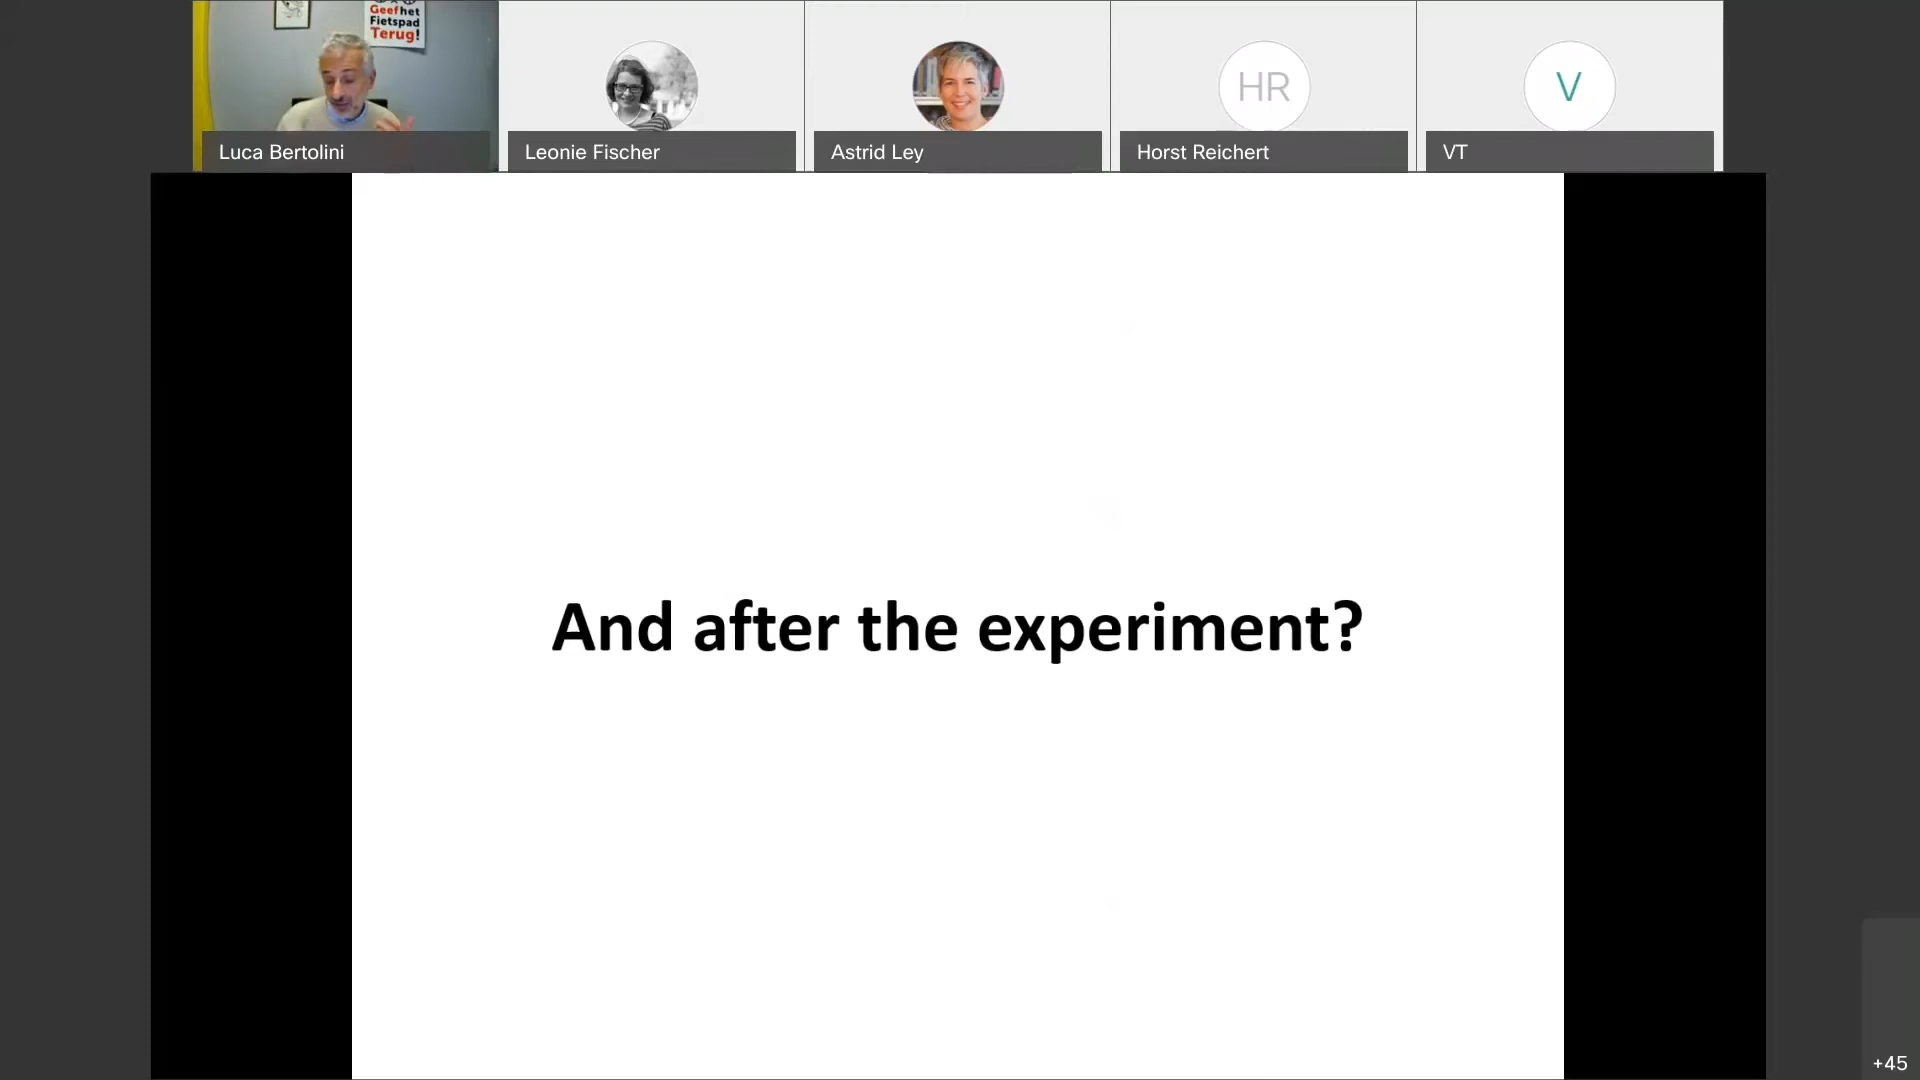 Geef het
Fietspad
Terug!
HR
V
Luca Bertolini
Leonie Fischer
Astrid Ley
Horst Reichert
VT
And after the experiment?
+45